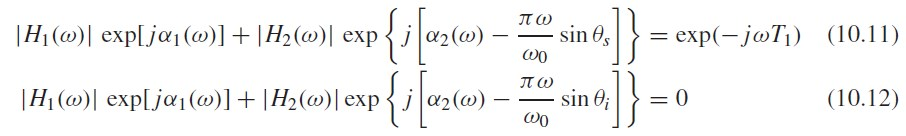 |H₁(ω)| exp[jα₁(ω)] + |H₂(ω)| exp { j [ α₂(ω) − (πω/ω₀) sin θₛ ] } = exp(−jωT₁) (10.11)
|H₁(ω)| exp[jα₁(ω)] + |H₂(ω)| exp { j [ α₂(ω) − (πω/ω₀) sin θᵢ ] } = 0 (10.12)